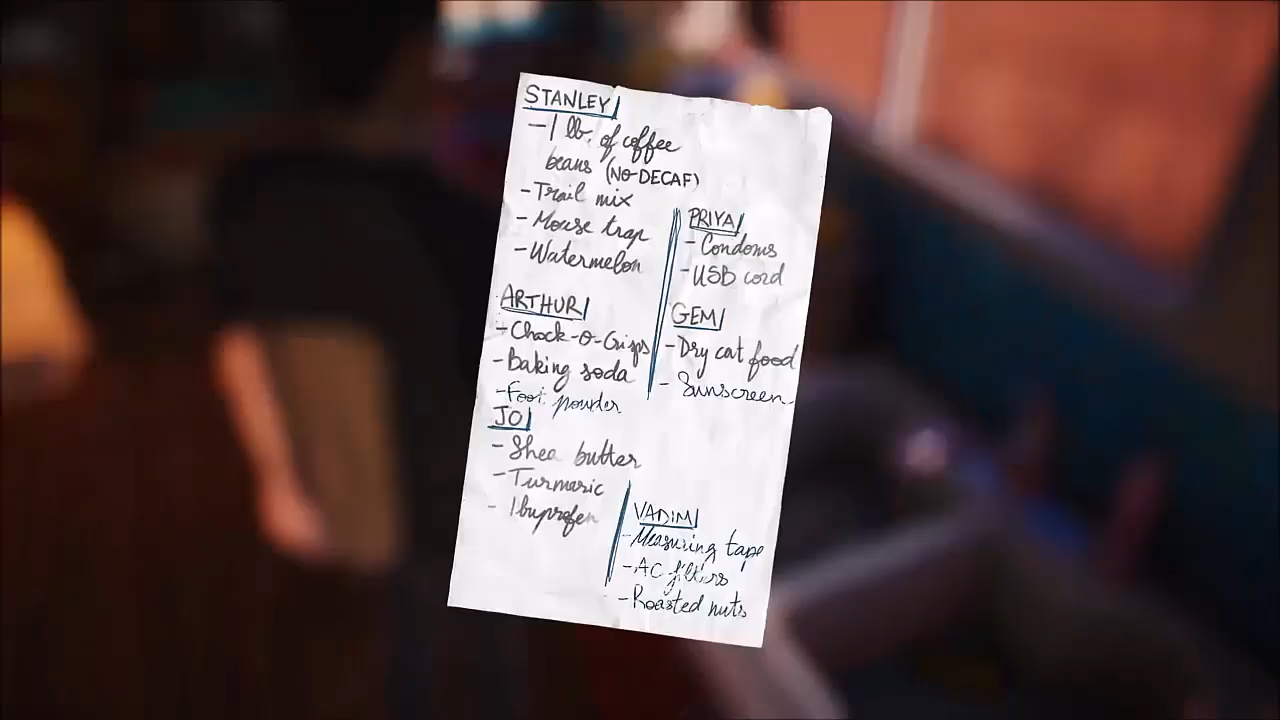 STANLEY
- 1 lb. of coffee
beans (NO DECAF)
- Trail mix
- Mouse trap
- Watermelon
ARTHUR
- Chock-o-Crisps
- Baking soda
- Foot powder
JO
- Shea butter
- Turmaric
- Ibuprofen
PRIYA
- Condoms
- USB cord
GEM
- Dry cat food
- Sunscreen
VADIM
- Measuring tape
- AC filters
- Roasted nuts